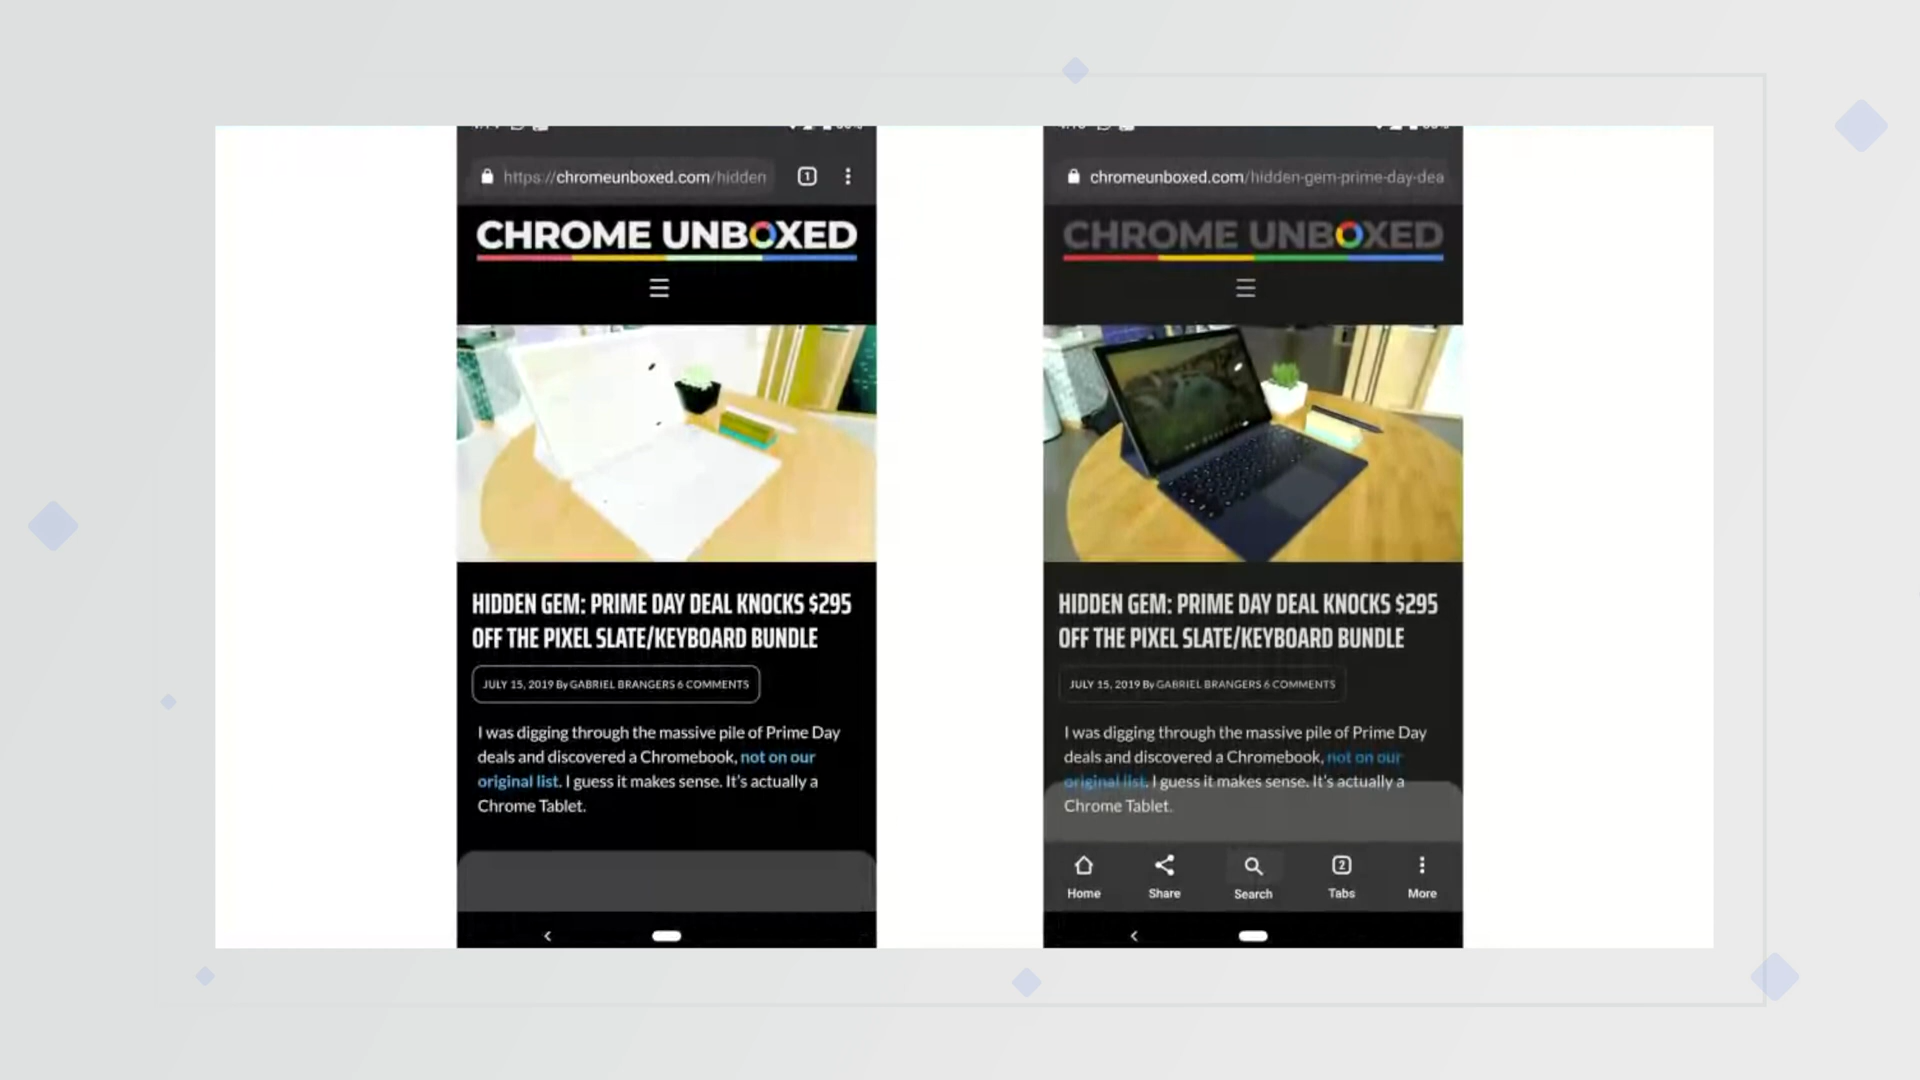 https://chromeunboxed.com/hidden
1
CHROME UNBOXED
HIDDEN GEM: PRIME DAY DEAL KNOCKS $295
OFF THE PIXEL SLATE/KEYBOARD BUNDLE
JULY 15, 2019 By GABRIEL BRANGERS 6 COMMENTS
I was digging through the massive pile of Prime Day
deals and discovered a Chromebook, not on our
original list. I guess it makes sense. It's actually a
Chrome Tablet.
chromeunboxed.com/hidden-gem-prime-day-dea
CHROME UNBOXED
HIDDEN GEM: PRIME DAY DEAL KNOCKS $295
OFF THE PIXEL SLATE/KEYBOARD BUNDLE
JULY 15, 2019 By GABRIEL BRANGERS 6 COMMENTS
I was digging through the massive pile of Prime Day
deals and discovered a Chromebook, not on our
original list. I guess it makes sense. It's actually a
Chrome Tablet.
2
Home Share Search Tabs More